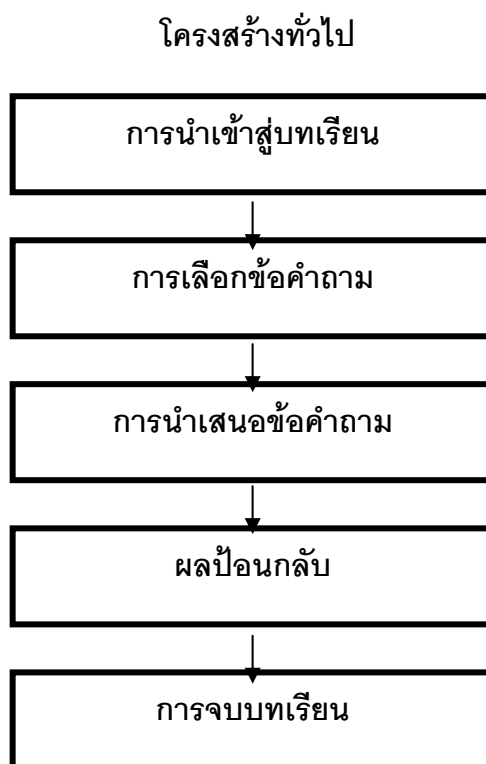 โครงสร้างทั่วไป
การนำเข้าสู่บทเรียน
การเลือกข้อคำถาม
การนำเสนอข้อคำถาม
ผลป้อนกลับ
การจบบทเรียน